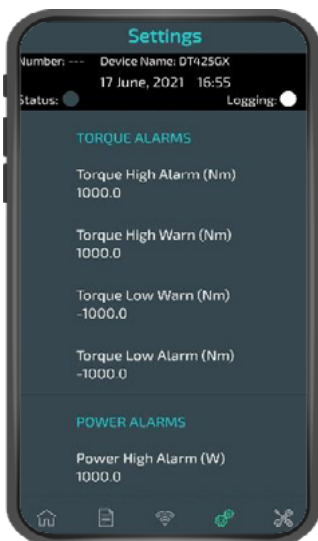 Settings
Number: --- Device Name: DT425GX
17 June, 2021 16:55
Status: Logging:
TORQUE ALARMS
Torque High Alarm (Nm)
1000.0
Torque High Warn (Nm)
1000.0
Torque Low Warn (Nm)
-1000.0
Torque Low Alarm (Nm)
-1000.0
POWER ALARMS
Power High Alarm (W)
1000.0